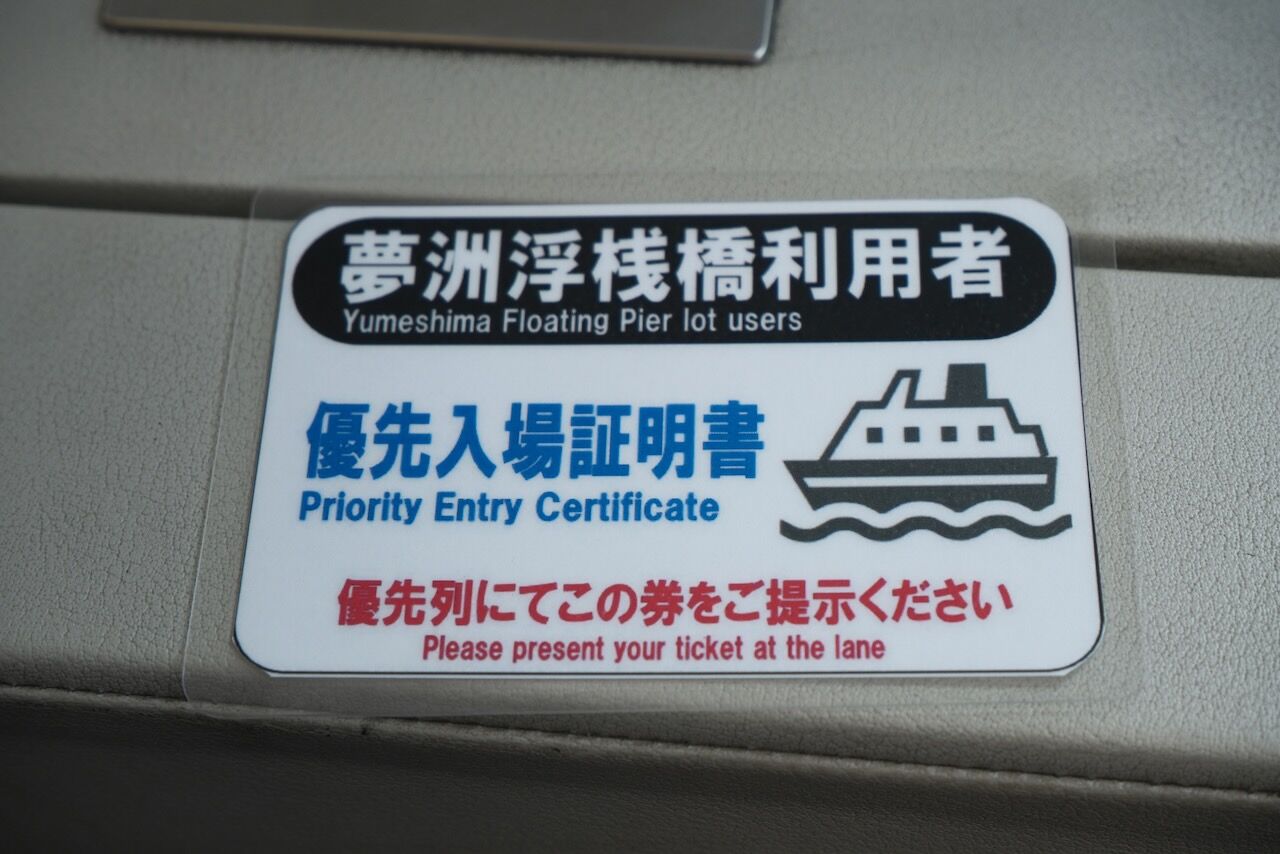 夢洲浮桟橋利用者
Yumeshima Floating Pier lot users
優先入場証明書
Priority Entry Certificate
優先列にてこの券をご提示ください
Please present your ticket at the lane